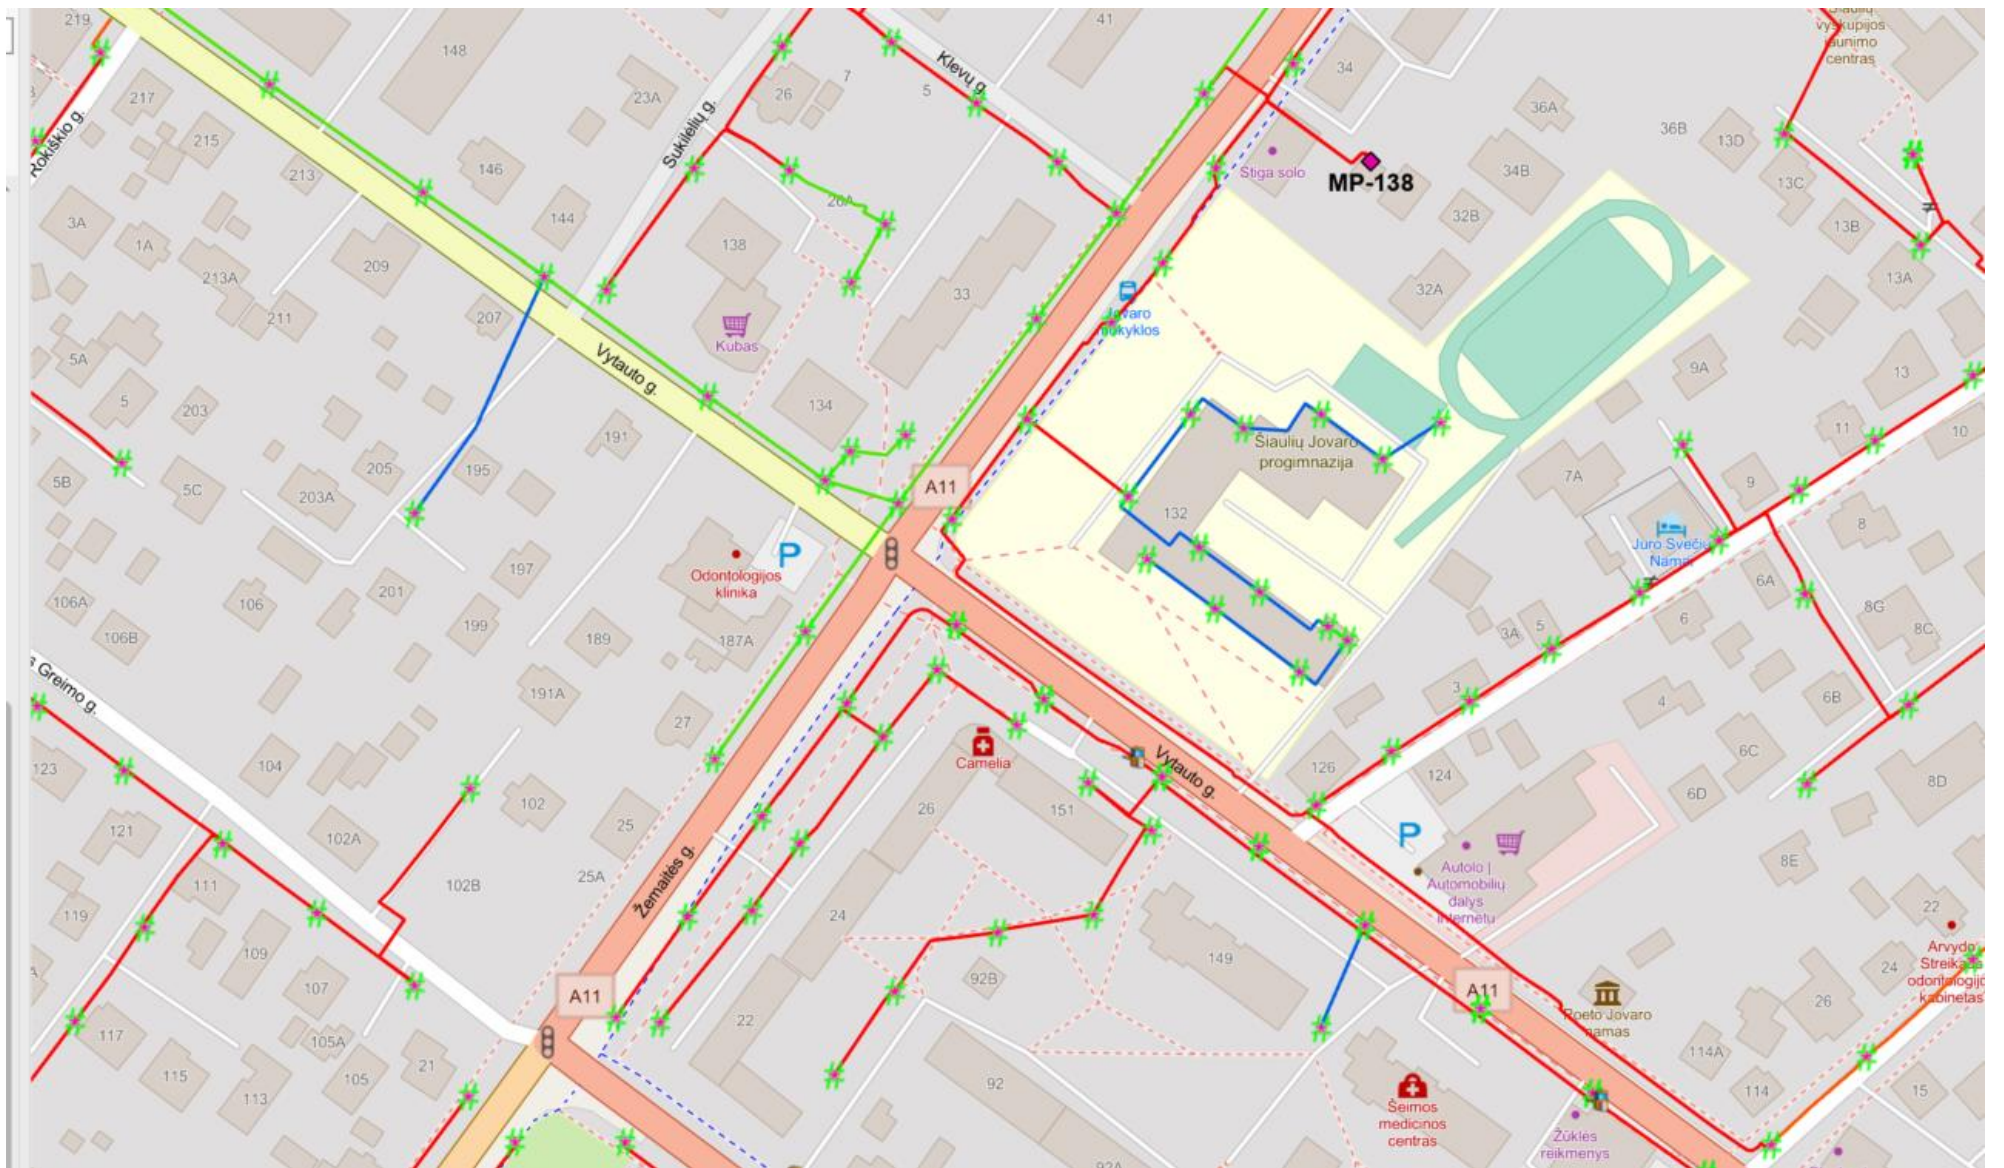 219
148
41
Šiaulių
vyskupijos
jaunimo
centras
217
215
213
Rokiškio g.
146
144
23A
Sukilėlių g.
26
7
5
Klevų g.
34
36A
36B
13D
13C
13B
13A
Stiga solo
MP-138
34B
32B
32A
3A
1A
213A
211
209
207
138
26A
33
Kubas
Jovaro
mokyklos
Vytauto g.
134
5A
5
203
5B
5C
203A
205
195
191
A11
Šiaulių Jovaro
progimnazija
132
9A
13
11
10
7A
9
8
Juro Svečių
Namai
6A
6
8G
8C
106A
106B
106
201
197
199
189
Odontologijos
klinika
187A
P
3A
5
3
4
6B
6C
6D
8D
8E
s Greimo g.
191A
27
123
104
102
102A
102B
25
25A
121
119
111
109
107
105A
105
117
115
113
21
Žemaitės g.
A11
Camelia
26
151
24
22
92B
92
92A
149
Vytauto g.
126
124
P
Autolo |
Automobilių
dalys
internetu
A11
Poeto Jovaro
namas
22
Arvydo
Streikaus
odontologijos
kabinetas
24
26
114A
114
15
Šeimos
medicinos
centras
Žūklės
reikmenys